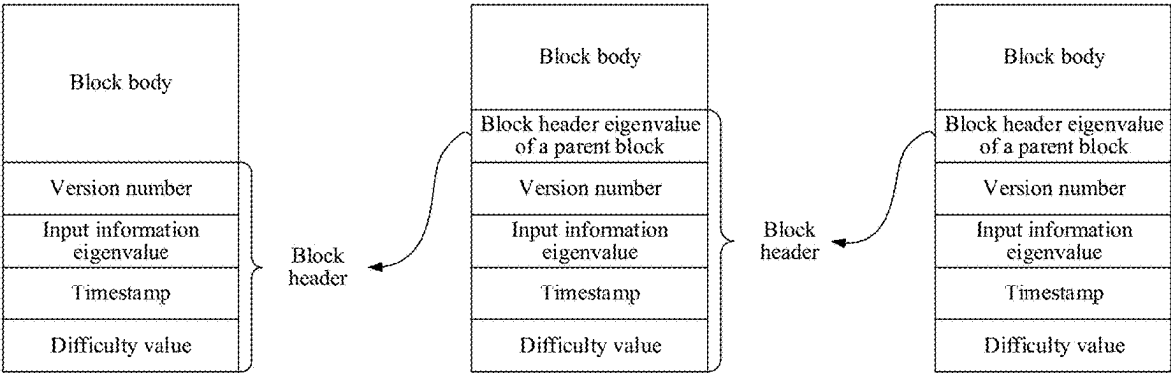 Block body
Version number
Input information
eigenvalue
Timestamp
Difficulty value
Block
header
Block body
Block header eigenvalue
of a parent block
Version number
Input information
eigenvalue
Timestamp
Difficulty value
Block
header
Block body
Block header eigenvalue
of a parent block
Version number
Input information
eigenvalue
Timestamp
Difficulty value